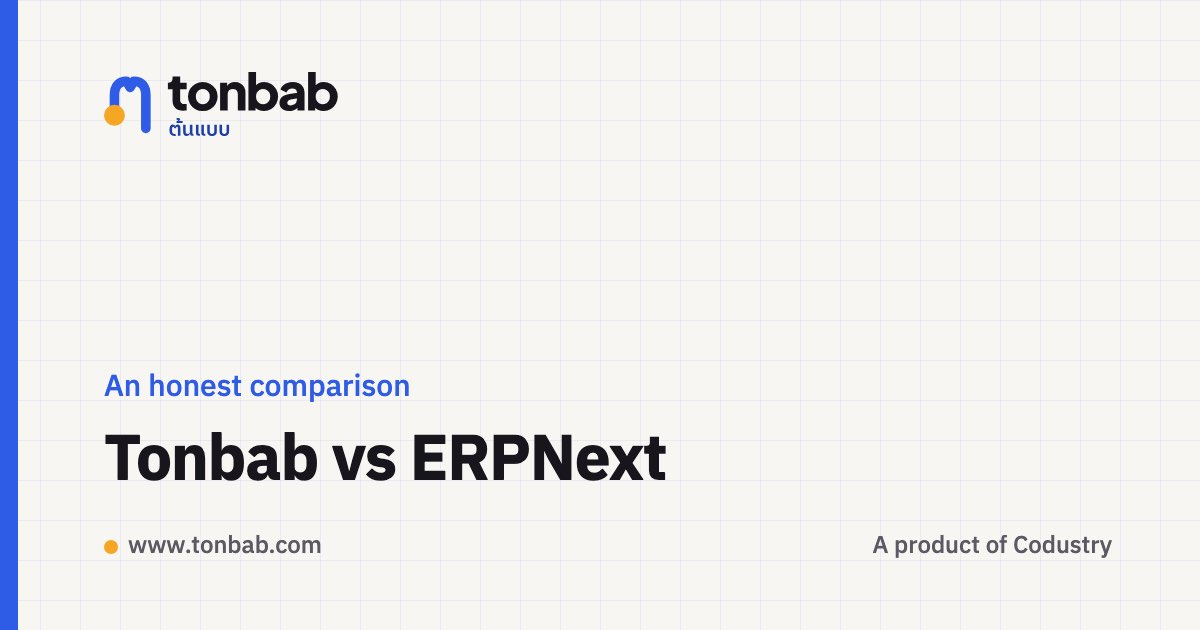 tonbab
ต้นแบบ
An honest comparison
Tonbab vs ERPNext
www.tonbab.com
A product of Codustry